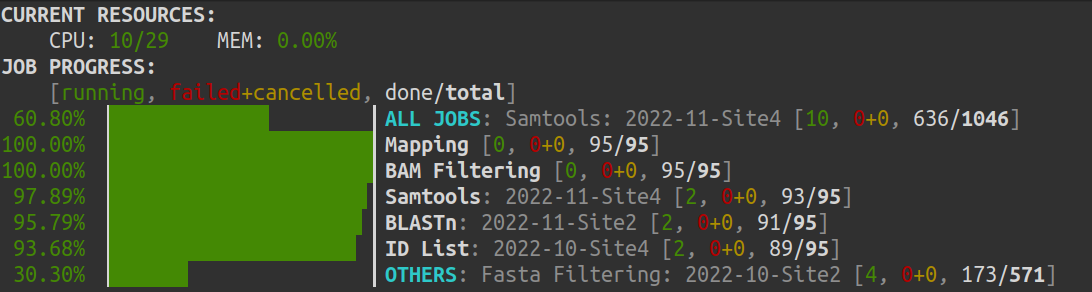 CURRENT RESOURCES:
CPU: 10/29 MEM: 0.00%
JOB PROGRESS:
[running, failed+cancelled, done/total]
60.80% ALL JOBS: Samtools: 2022-11-Site4 [10, 0+0, 636/1046]
100.00% Mapping [0, 0+0, 95/95]
100.00% BAM Filtering [0, 0+0, 95/95]
97.89% Samtools: 2022-11-Site4 [2, 0+0, 93/95]
95.79% BLASTn: 2022-11-Site2 [2, 0+0, 91/95]
93.68% ID List: 2022-10-Site4 [2, 0+0, 89/95]
30.30% OTHERS: Fasta Filtering: 2022-10-Site2 [4, 0+0, 173/571]